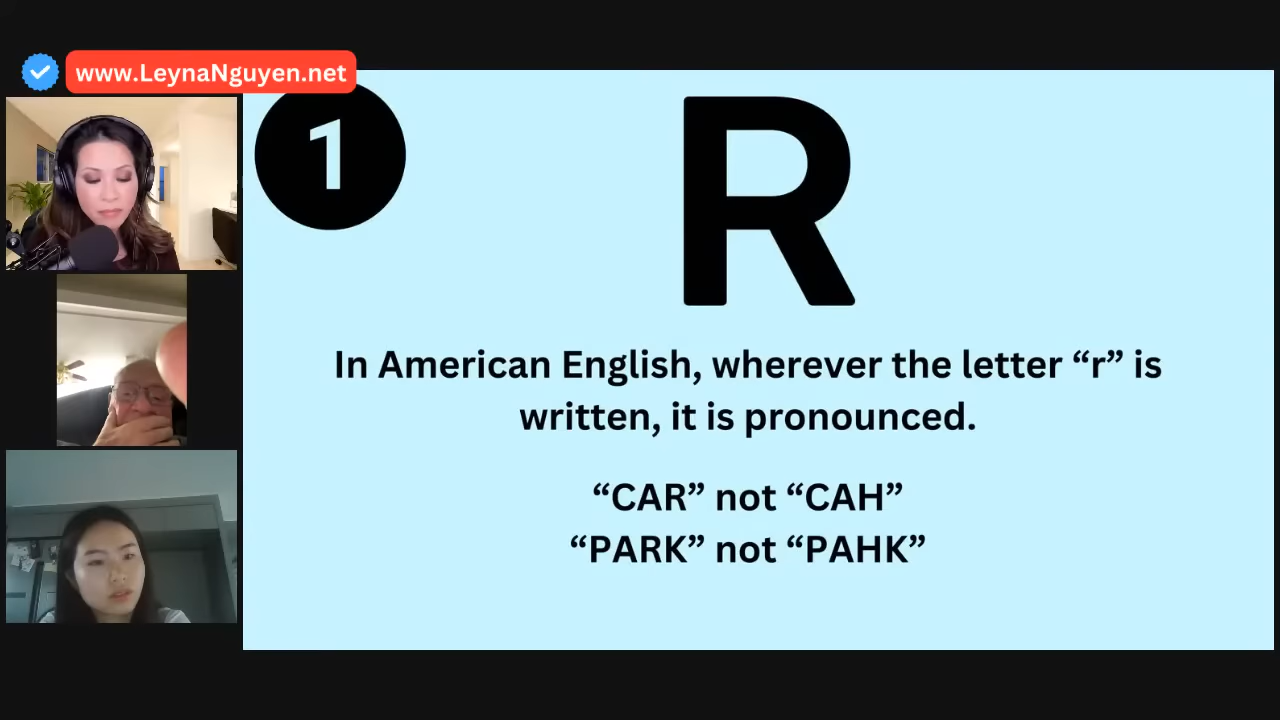 www.LeynaNguyen.net
1
R
In American English, wherever the letter “r” is
written, it is pronounced.
“CAR” not “CAH”
“PARK” not “PAHK”